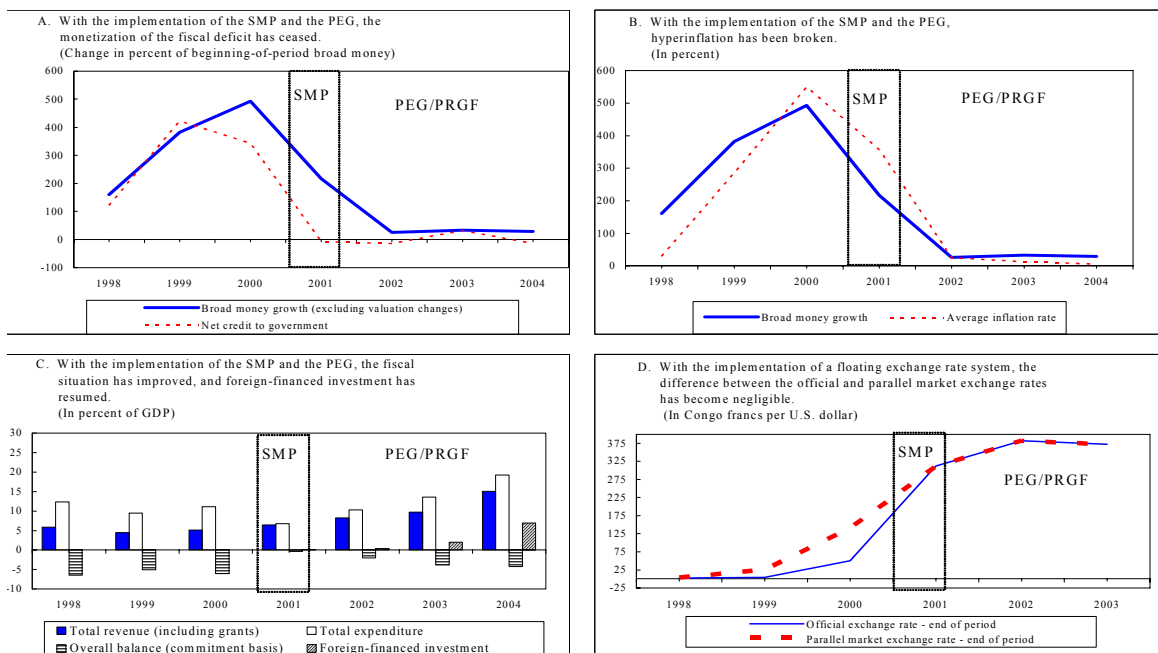 A. With the implementation of the SMP and the PEG, the
monetization of the fiscal deficit has ceased.
(Change in percent of beginning-of-period broad money)
600
500
400
300
200
100
0
-100
SMP
PEG/PRGF
1998 1999 2000 2001 2002 2003 2004
Broad money growth (excluding valuation changes)
Net credit to government
B. With the implementation of the SMP and the PEG,
hyperinflation has been broken.
(In percent)
600
500
400
300
200
100
0
SMP
PEG/PRGF
1998 1999 2000 2001 2002 2003 2004
Broad money growth Average inflation rate
C. With the implementation of the SMP and the PEG, the fiscal
situation has improved, and foreign-financed investment has
resumed.
(In percent of GDP)
30
25
20
15
10
5
0
-5
-10
SMP
PEG/PRGF
1998 1999 2000 2001 2002 2003 2004
Total revenue (including grants) Total expenditure
Overall balance (commitment basis) Foreign-financed investment
D. With the implementation of a floating exchange rate system, the
difference between the official and parallel market exchange rates
has become negligible.
(In Congo francs per U.S. dollar)
375
325
275
225
175
125
75
25
-25
SMP
PEG/PRGF
1998 1999 2000 2001 2002 2003
Official exchange rate - end of period
Parallel market exchange rate - end of period